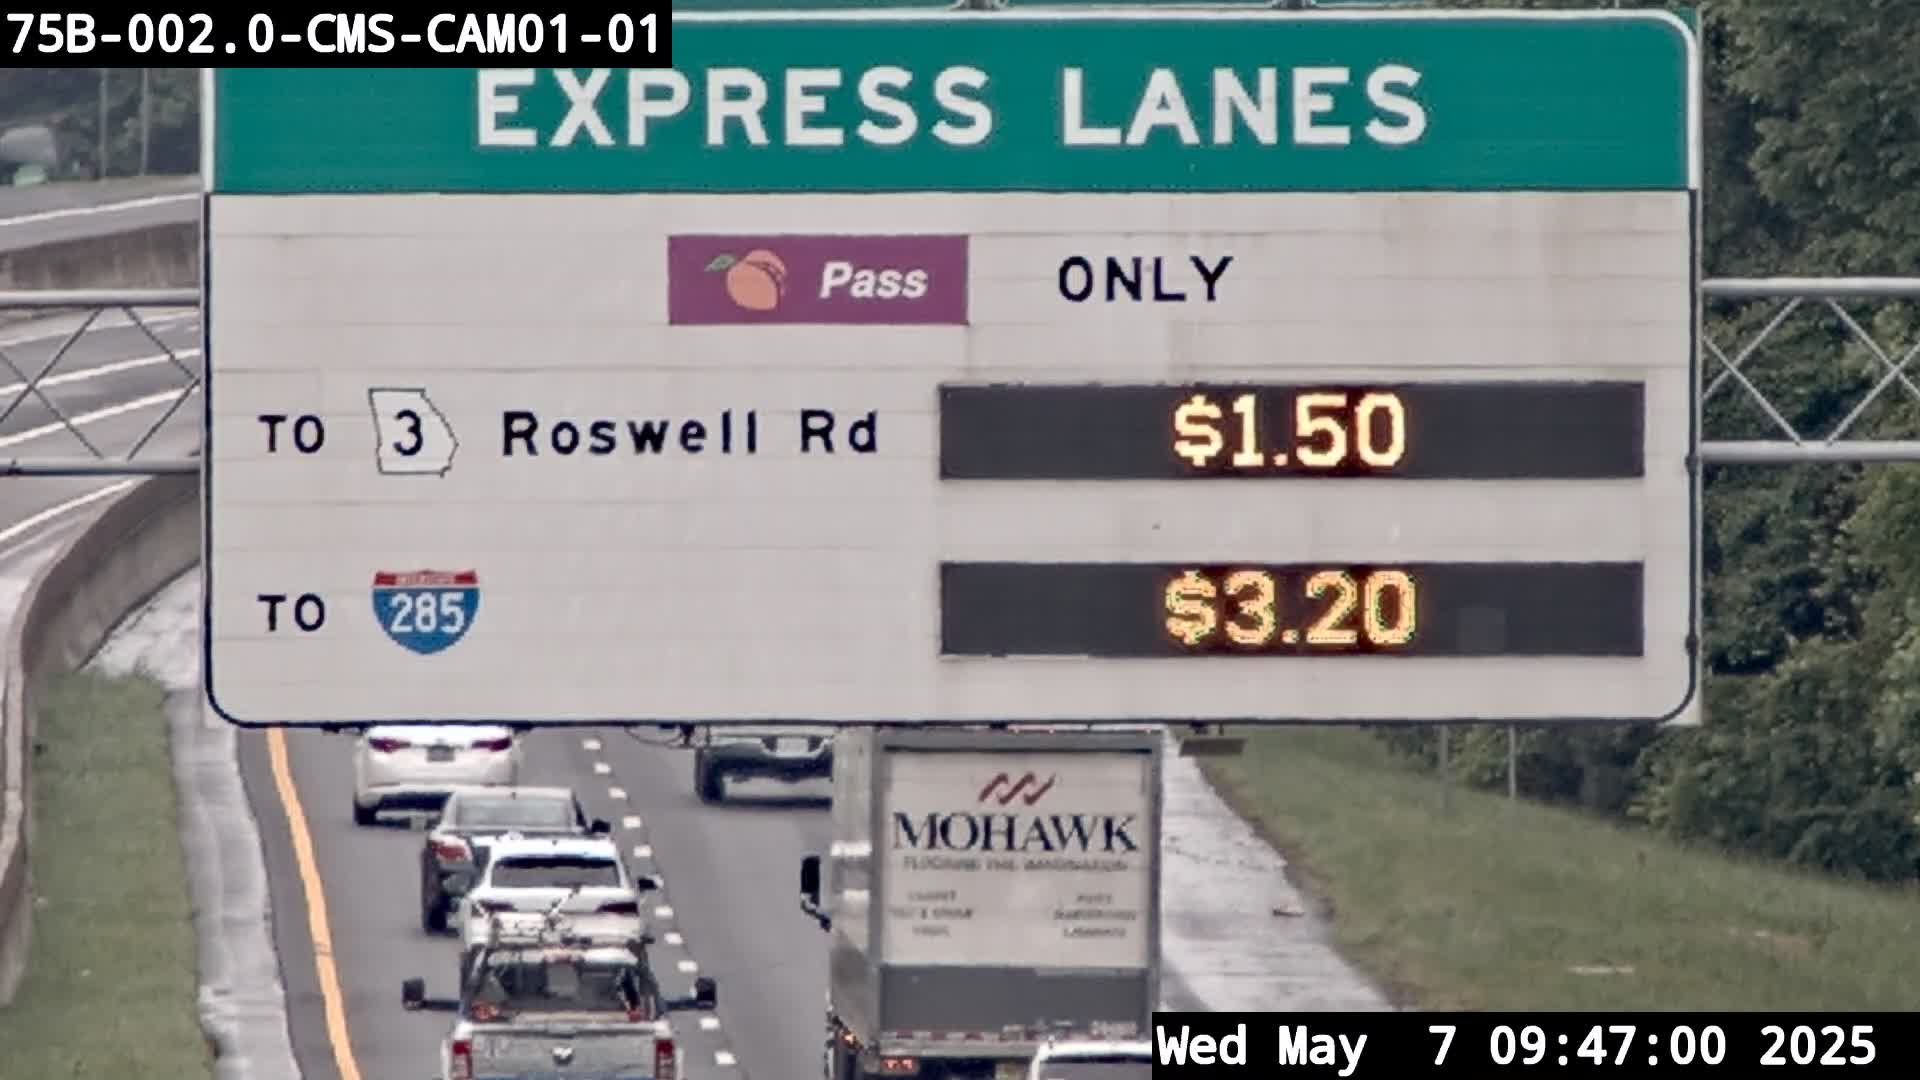 75B-002.0-CMS-CAM01-01
EXPRESS LANES
Pass ONLY
TO 3 Roswell Rd $1.50
TO 285 $3.20
MOHAWK
Wed May 7 09:47:00 2025